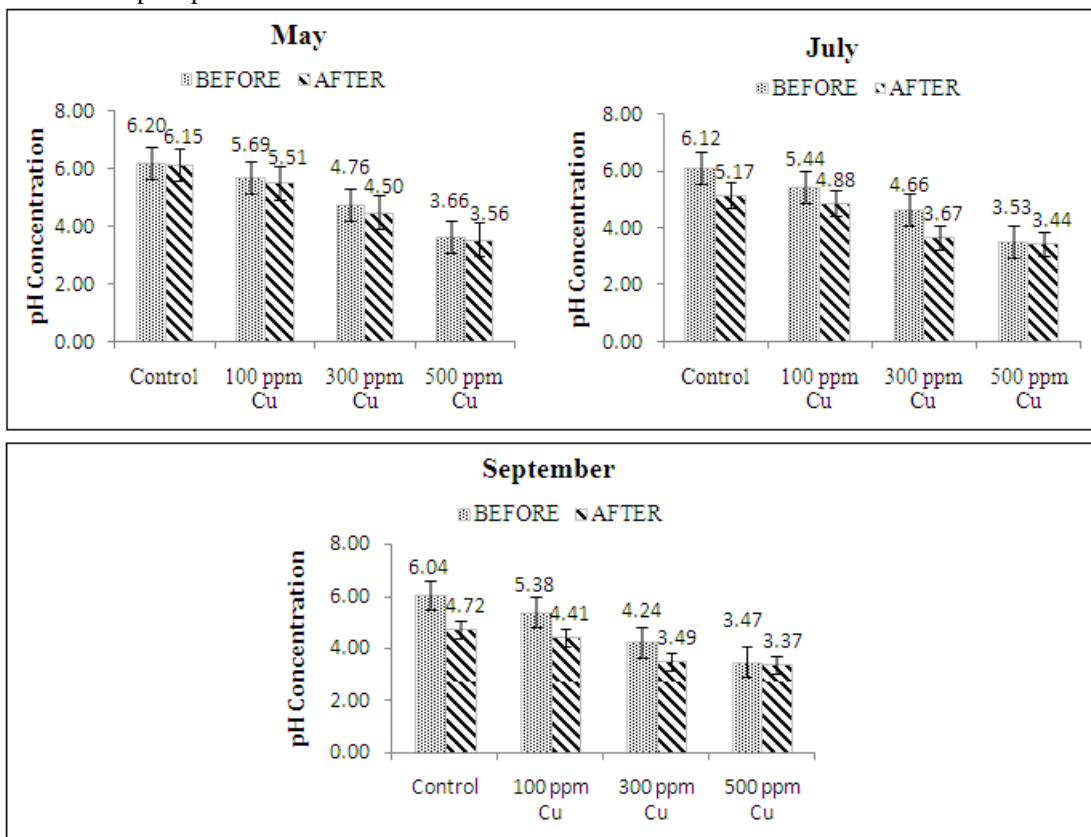 May
BEFORE AFTER
8.00
6.00
4.00
2.00
0.00
pH Concentration
6.20
6.15
5.69
5.51
4.76
4.50
3.66
3.56
Control
100 ppm
Cu
300 ppm
Cu
500 ppm
Cu
July
BEFORE AFTER
8.00
6.00
4.00
2.00
0.00
pH Concentration
6.12
5.17
5.44
4.88
4.66
3.67
3.53
3.44
Control
100 ppm
Cu
300 ppm
Cu
500 ppm
Cu
September
BEFORE AFTER
8.00
6.00
4.00
2.00
0.00
pH Concentration
6.04
4.72
5.38
4.41
4.24
3.49
3.47
3.37
Control
100 ppm
Cu
300 ppm
Cu
500 ppm
Cu